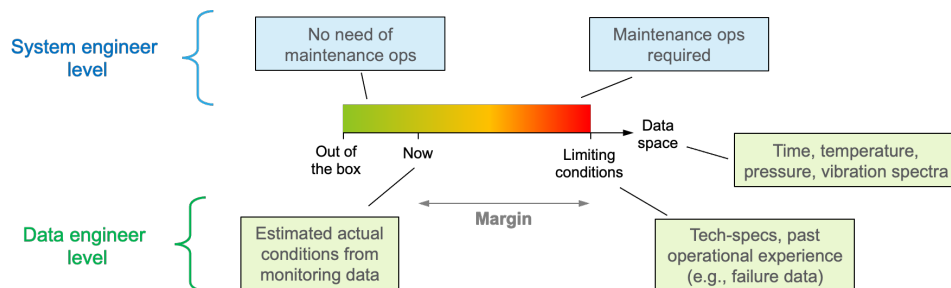 System engineer
level
No need of
maintenance ops
Maintenance ops
required
Out of
the box
Now
Limiting
conditions
Data
space
Time, temperature,
pressure, vibration spectra
Margin
Data engineer
level
Estimated actual
conditions from
monitoring data
Tech-specs, past
operational experience
(e.g., failure data)